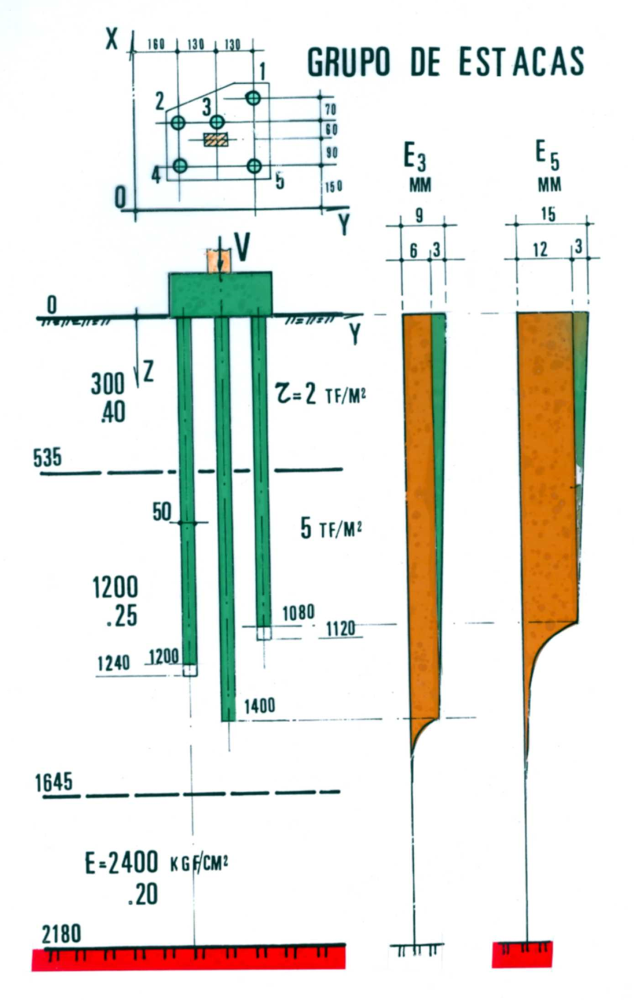 GRUPO DE ESTACAS
X
160 130 130
1
2 3
70
60
90
4 5
150
0
Y
E3
MM
9
6 3
E5
MM
15
12 3
V
0
Y
Z
300
.40
τ=2 TF/M²
535
50
5 TF/M²
1200
.25
1080
1120
1240 1200
1400
1645
E=2400 KGF/CM²
.20
2180